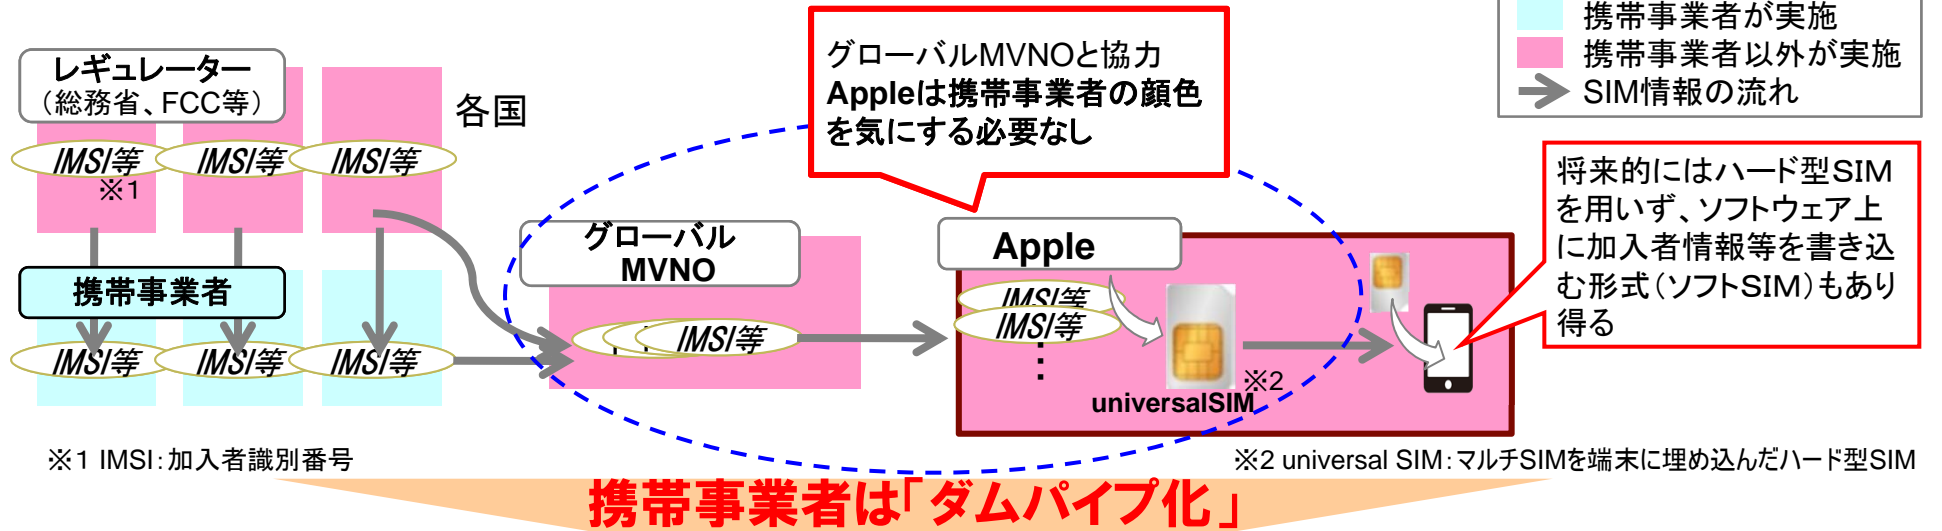 携帯事業者が実施
携帯事業者以外が実施
SIM情報の流れ
レギュレーター
（総務省、FCC等）
各国
IMSI等
※1
IMSI等
IMSI等
携帯事業者
IMSI等
IMSI等
IMSI等
グローバル
MVNO
IMSI等
グローバルMVNOと協力
Appleは携帯事業者の顔色
を気にする必要なし
Apple
IMSI等
IMSI等
⋮
universalSIM
※2
将来的にはハード型SIM
を用いず、ソフトウェア上
に加入者情報等を書き込
む形式（ソフトSIM）もあり
得る
※1 IMSI：加入者識別番号
※2 universal SIM：マルチSIMを端末に埋め込んだハード型SIM
携帯事業者は「ダムパイプ化」